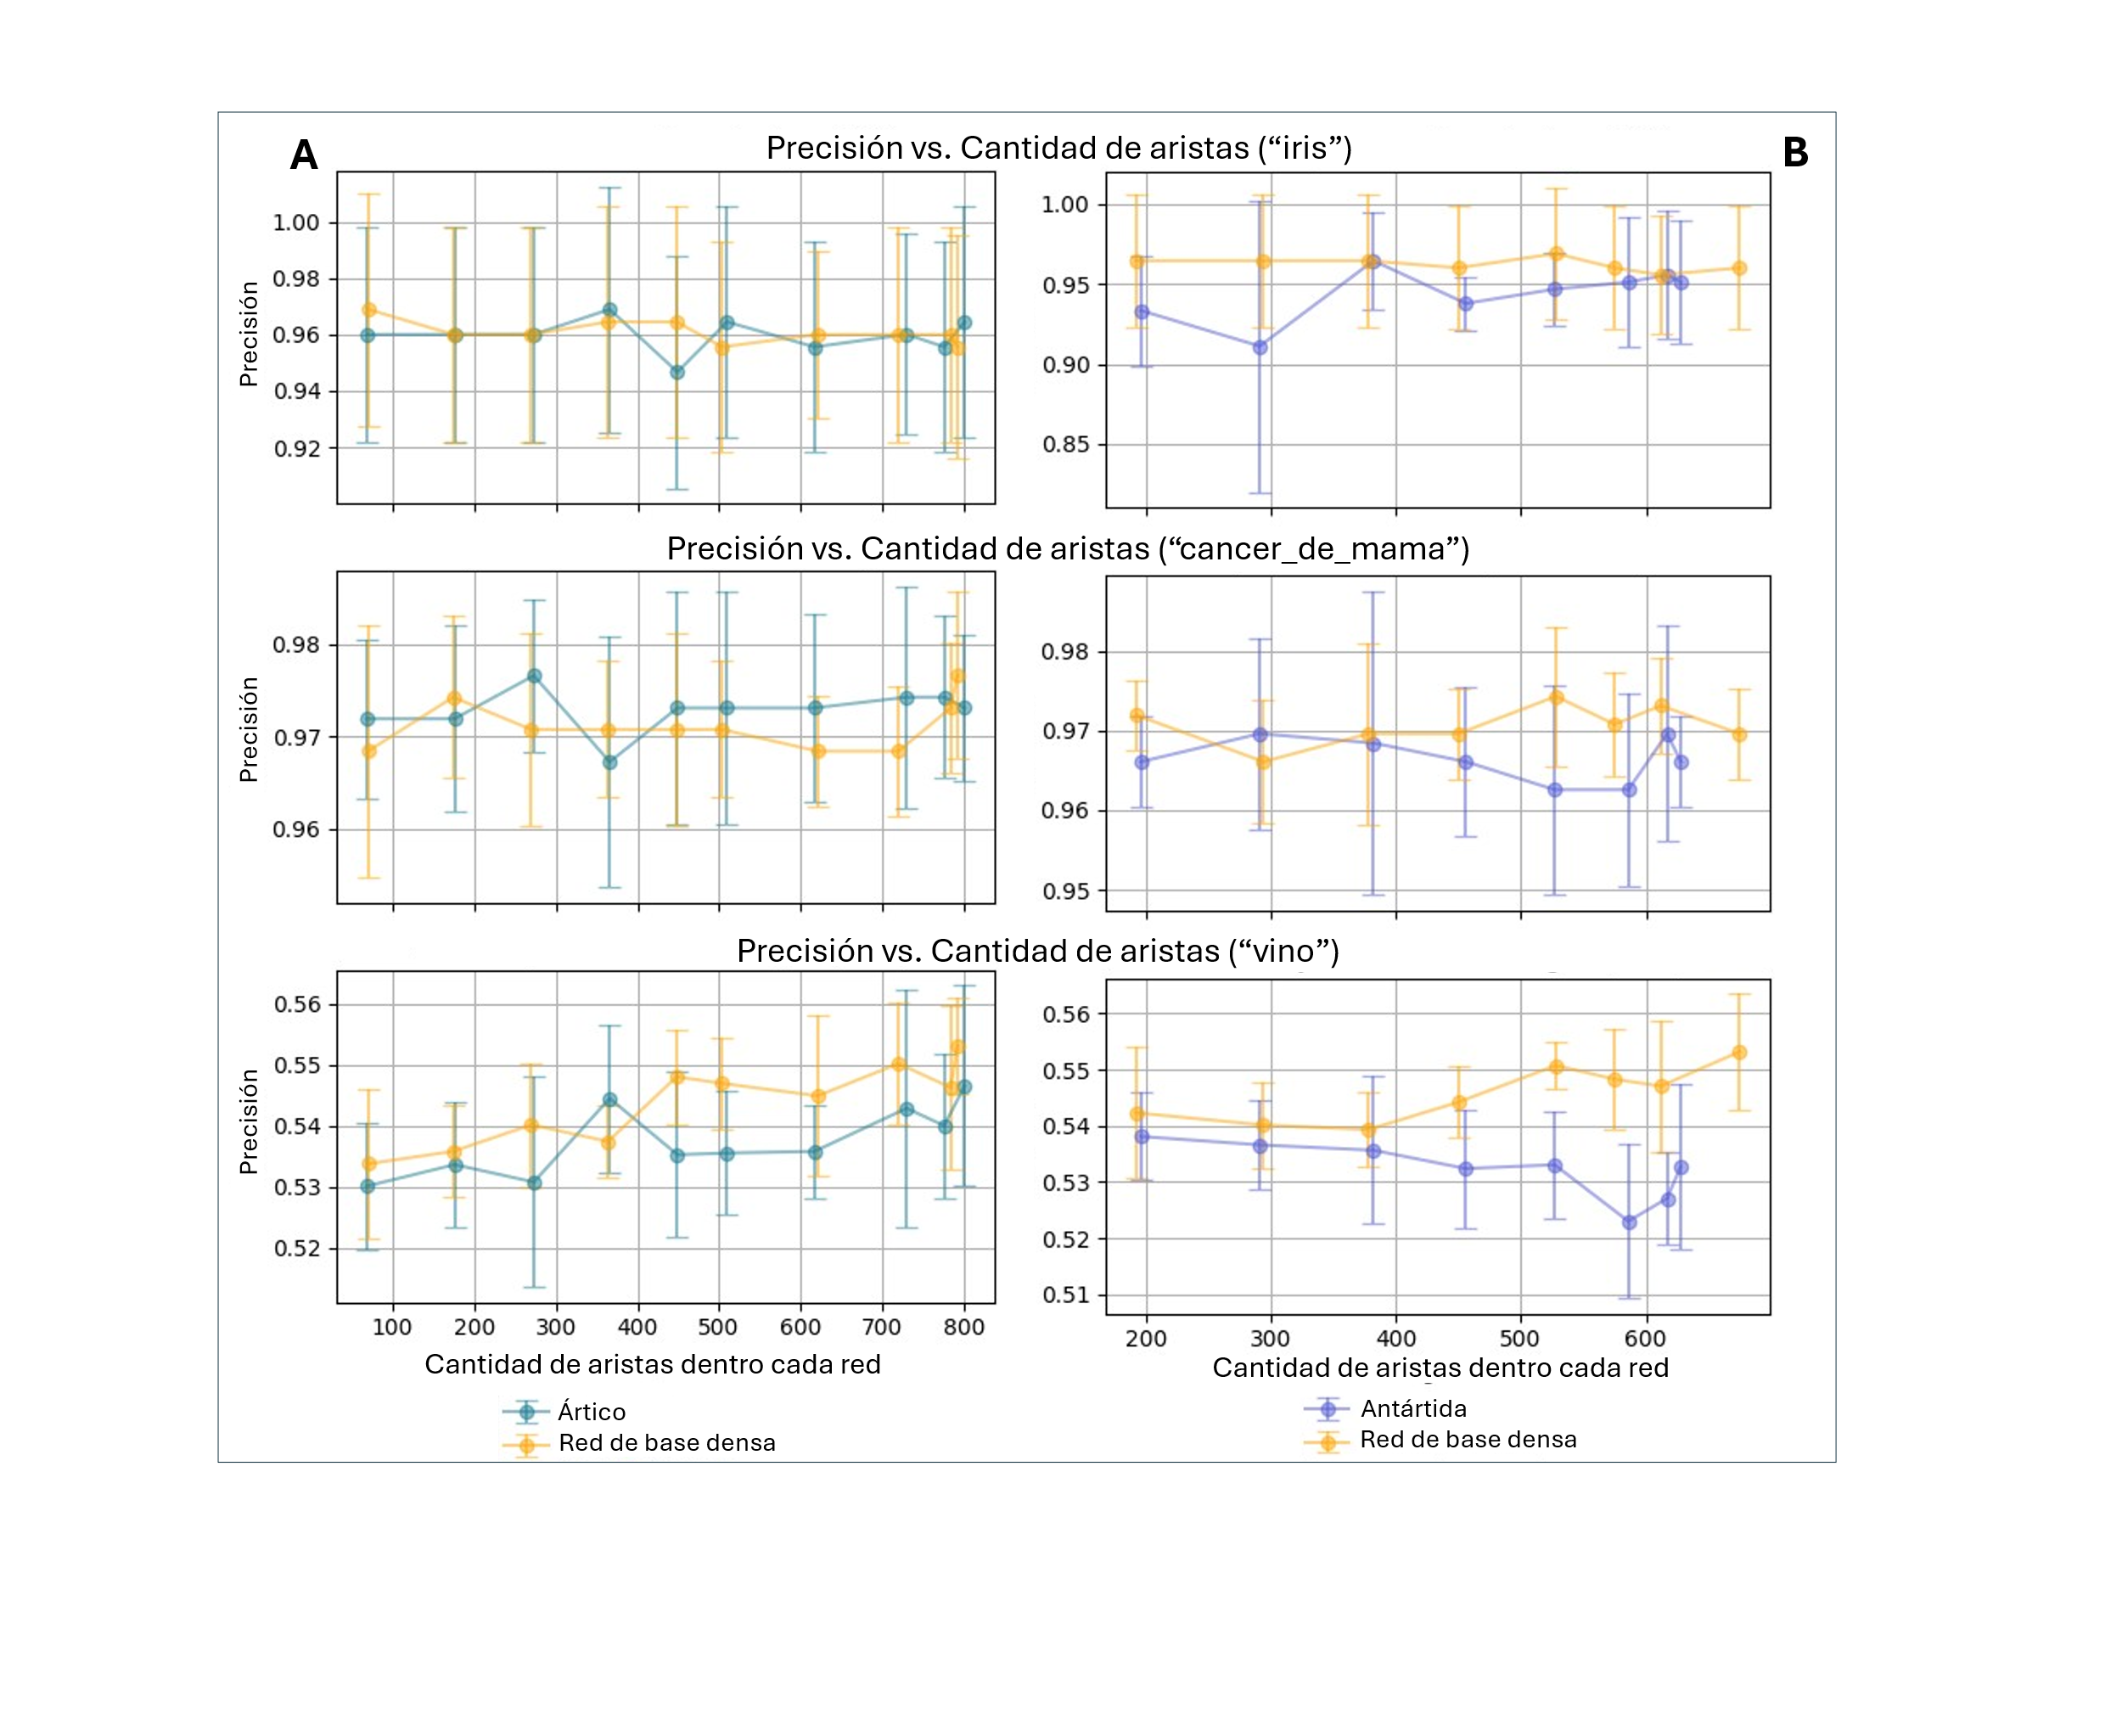 A
Precisión vs. Cantidad de aristas (“iris”)
B
Precisión
1.00
0.98
0.96
0.94
0.92
1.00
0.95
0.90
0.85
Precisión vs. Cantidad de aristas (“cancer_de_mama”)
Precisión
0.98
0.97
0.96
0.98
0.97
0.96
0.95
Precisión vs. Cantidad de aristas (“vino”)
Precisión
0.56
0.55
0.54
0.53
0.52
0.56
0.55
0.54
0.53
0.52
0.51
100 200 300 400 500 600 700 800
200 300 400 500 600
Cantidad de aristas dentro cada red
Cantidad de aristas dentro cada red
Ártico
Red de base densa
Antártida
Red de base densa